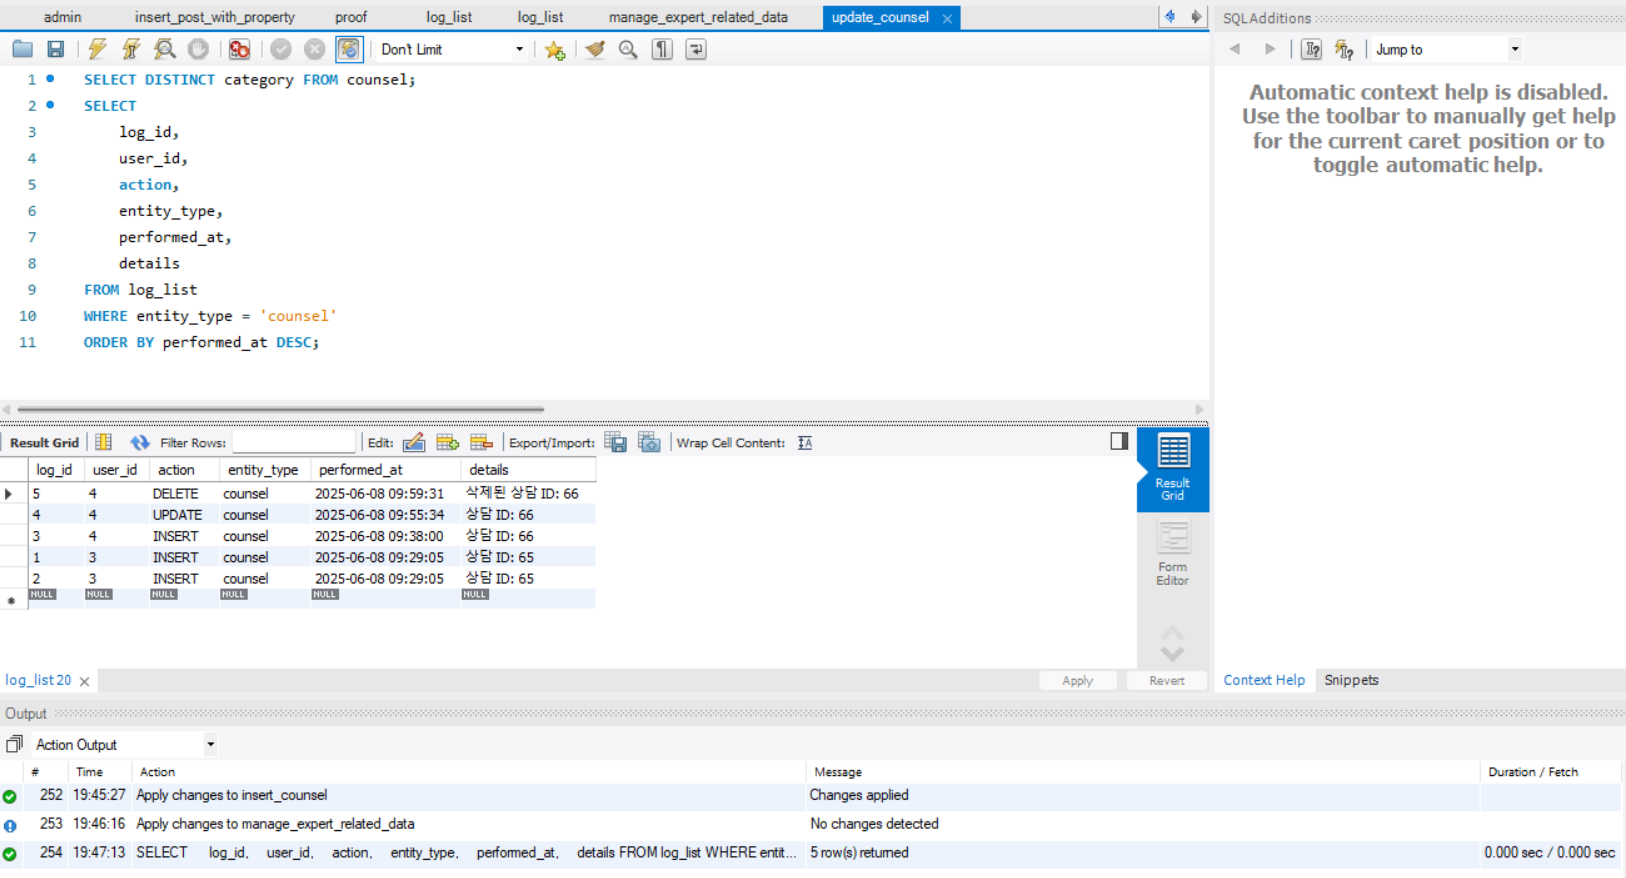 admin insert_post_with_property proof log_list log_list manage_expert_related_data update_counsel
SQLAdditions
Don't Limit
Jump to
1 SELECT DISTINCT category FROM counsel;
2 SELECT
3 log_id,
4 user_id,
5 action,
6 entity_type,
7 performed_at,
8 details
9 FROM log_list
10 WHERE entity_type = 'counsel'
11 ORDER BY performed_at DESC;
Automatic context help is disabled.
Use the toolbar to manually get help
for the current caret position or to
toggle automatic help.
Result Grid Filter Rows: Edit: Export/Import: Wrap Cell Content:
log_id user_id action entity_type performed_at details
5 4 DELETE counsel 2025-06-08 09:59:31 삭제된 상담 ID: 66
4 4 UPDATE counsel 2025-06-08 09:55:34 상담 ID: 66
3 4 INSERT counsel 2025-06-08 09:38:00 상담 ID: 66
1 3 INSERT counsel 2025-06-08 09:29:05 상담 ID: 65
2 3 INSERT counsel 2025-06-08 09:29:05 상담 ID: 65
NULL NULL NULL NULL NULL NULL
Result
Grid
Form
Editor
log_list 20 Apply Revert
Context Help Snippets
Output
Action Output
# Time Action Message Duration / Fetch
252 19:45:27 Apply changes to insert_counsel Changes applied
253 19:46:16 Apply changes to manage_expert_related_data No changes detected
254 19:47:13 SELECT log_id, user_id, action, entity_type, performed_at, details FROM log_list WHERE entit... 5 row(s) returned 0.000 sec / 0.000 sec